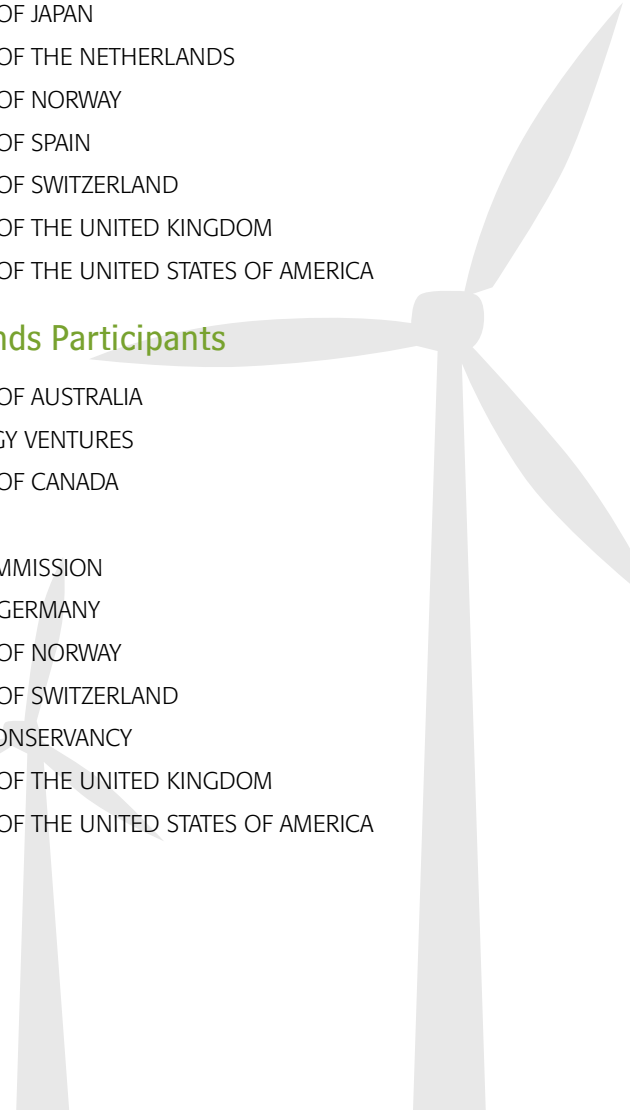 OF JAPAN
OF THE NETHERLANDS
OF NORWAY
OF SPAIN
OF SWITZERLAND
OF THE UNITED KINGDOM
OF THE UNITED STATES OF AMERICA
nds Participants
OF AUSTRALIA
GY VENTURES
OF CANADA
MMISSION
GERMANY
OF NORWAY
OF SWITZERLAND
ONSERVANCY
OF THE UNITED KINGDOM
OF THE UNITED STATES OF AMERICA